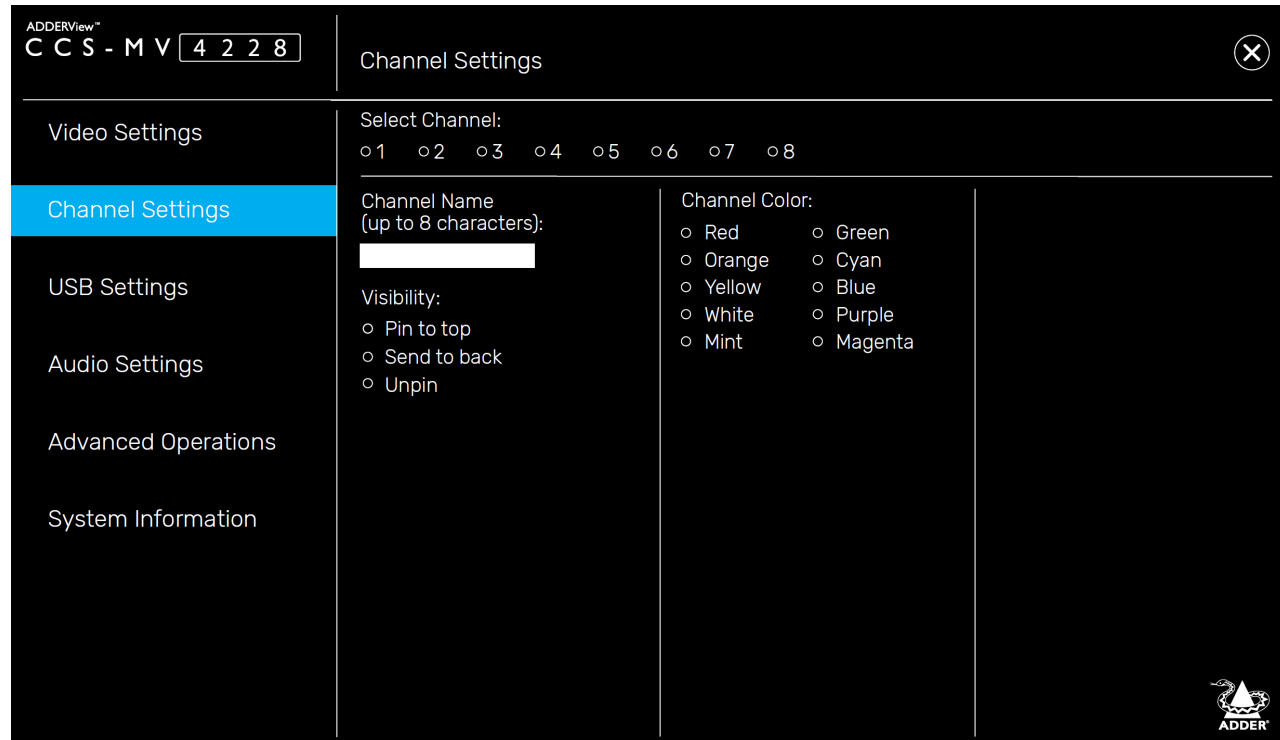 ADDERView™
CCS-MV 4228
Channel Settings
Video Settings
Channel Settings
USB Settings
Audio Settings
Advanced Operations
System Information
Select Channel:
1 2 3 4 5 6 7 8
Channel Name
(up to 8 characters):
Visibility:
Pin to top
Send to back
Unpin
Channel Color:
Red Green
Orange Cyan
Yellow Blue
White Purple
Mint Magenta
ADDER®